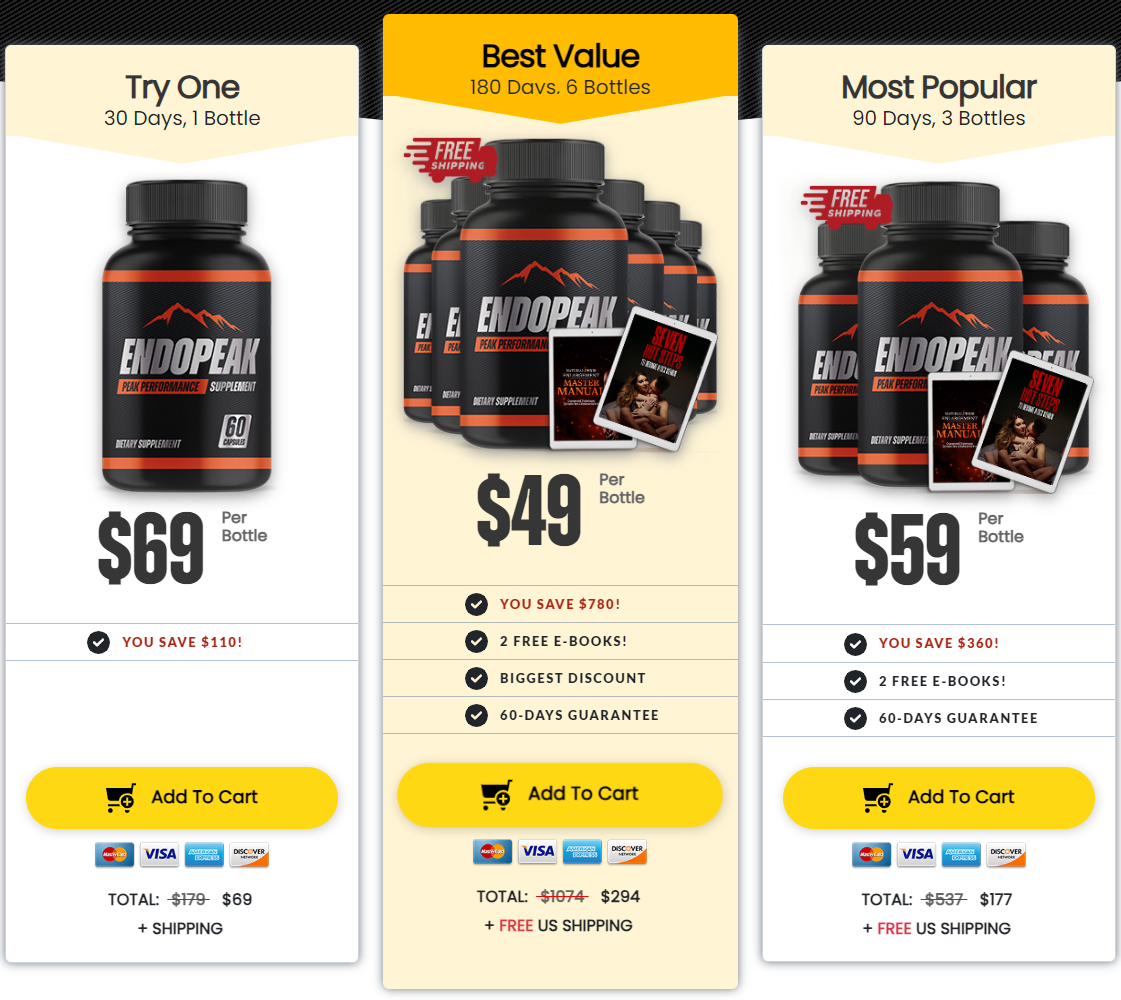 Try One
30 Days, 1 Bottle
ENDOPEAK
PEAK PERFORMANCE SUPPLEMENT
60
CAPSULES
DIETARY SUPPLEMENT
$69 Per
Bottle
YOU SAVE $110!
Add To Cart
MasterCard VISA AMERICAN EXPRESS DISCOVER NETWORK
TOTAL: $179 $69
+ SHIPPING
Best Value
180 Days, 6 Bottles
FREE
SHIPPING
ENDOPEAK
PEAK PERFORMANCE
DIETARY SUPPLEMENT
MASTER
MANUAL
SEVEN
HOT STEPS
$49 Per
Bottle
YOU SAVE $780!
2 FREE E-BOOKS!
BIGGEST DISCOUNT
60-DAYS GUARANTEE
Add To Cart
MasterCard VISA AMERICAN EXPRESS DISCOVER NETWORK
TOTAL: $1074 $294
+ FREE US SHIPPING
Most Popular
90 Days, 3 Bottles
FREE
SHIPPING
ENDOPEAK
DIETARY SUPPLEMENT
MASTER
MANUAL
SEVEN
HOT STEPS
$59 Per
Bottle
YOU SAVE $360!
2 FREE E-BOOKS!
60-DAYS GUARANTEE
Add To Cart
MasterCard VISA AMERICAN EXPRESS DISCOVER NETWORK
TOTAL: $537 $177
+ FREE US SHIPPING